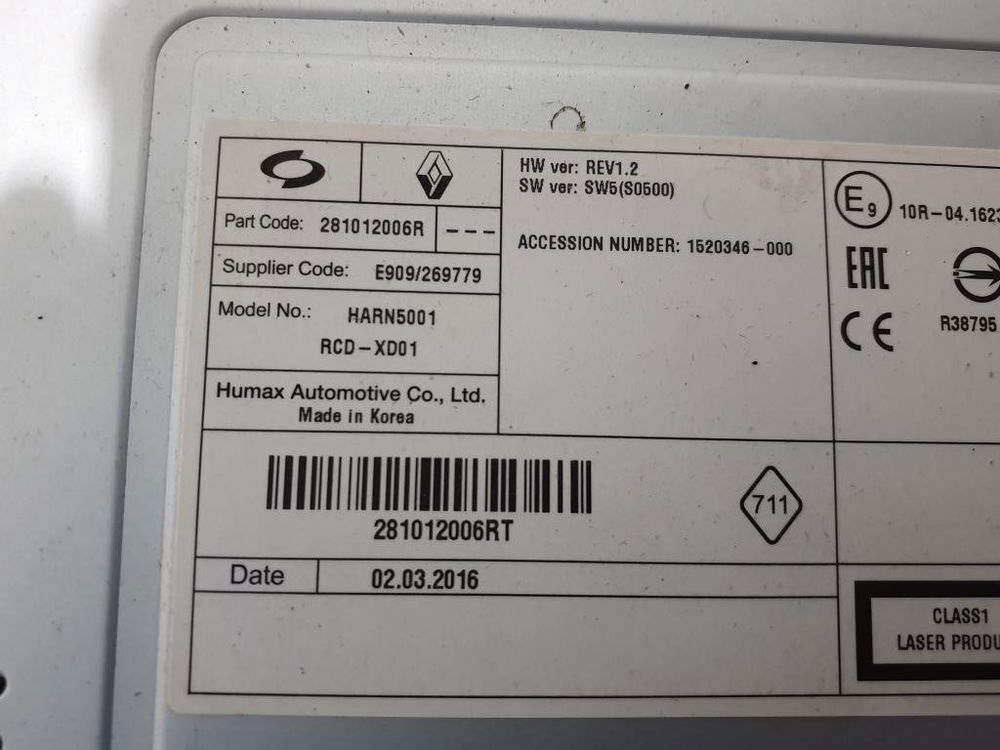 Part Code: 281012006R ---
Supplier Code: E909/269779
Model No.: HARN5001
RCD-XD01
Humax Automotive Co., Ltd.
Made in Korea
HW ver: REV1.2
SW ver: SW5(S0500)
ACCESSION NUMBER: 1520346-000
E9 10R-04.1623
EAC
CE R38795
281012006RT
711
Date 02.03.2016
CLASS1
LASER